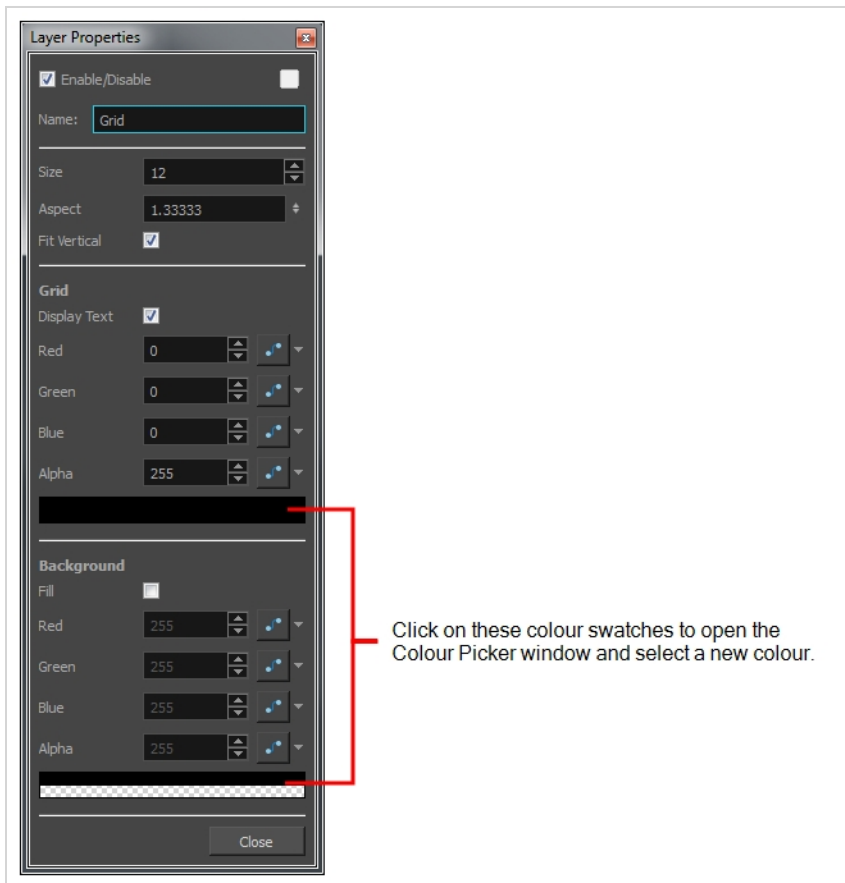 Layer Properties
Enable/Disable
Name: Grid
Size 12
Aspect 1.33333
Fit Vertical
Grid
Display Text
Red 0
Green 0
Blue 0
Alpha 255
Background
Fill
Red 255
Green 255
Blue 255
Alpha 255
Close
Click on these colour swatches to open the
Colour Picker window and select a new colour.